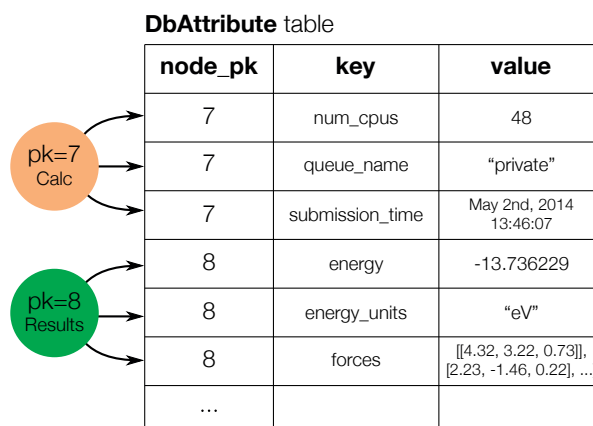 DbAttribute table
node_pk key value
7 num_cpus 48
pk=7
Calc
7 queue_name “private”
7 submission_time May 2nd, 2014
13:46:07
8 energy -13.736229
pk=8
Results
8 energy_units “eV”
8 forces [[4.32, 3.22, 0.73]],
[2.23, -1.46, 0.22], ...
...